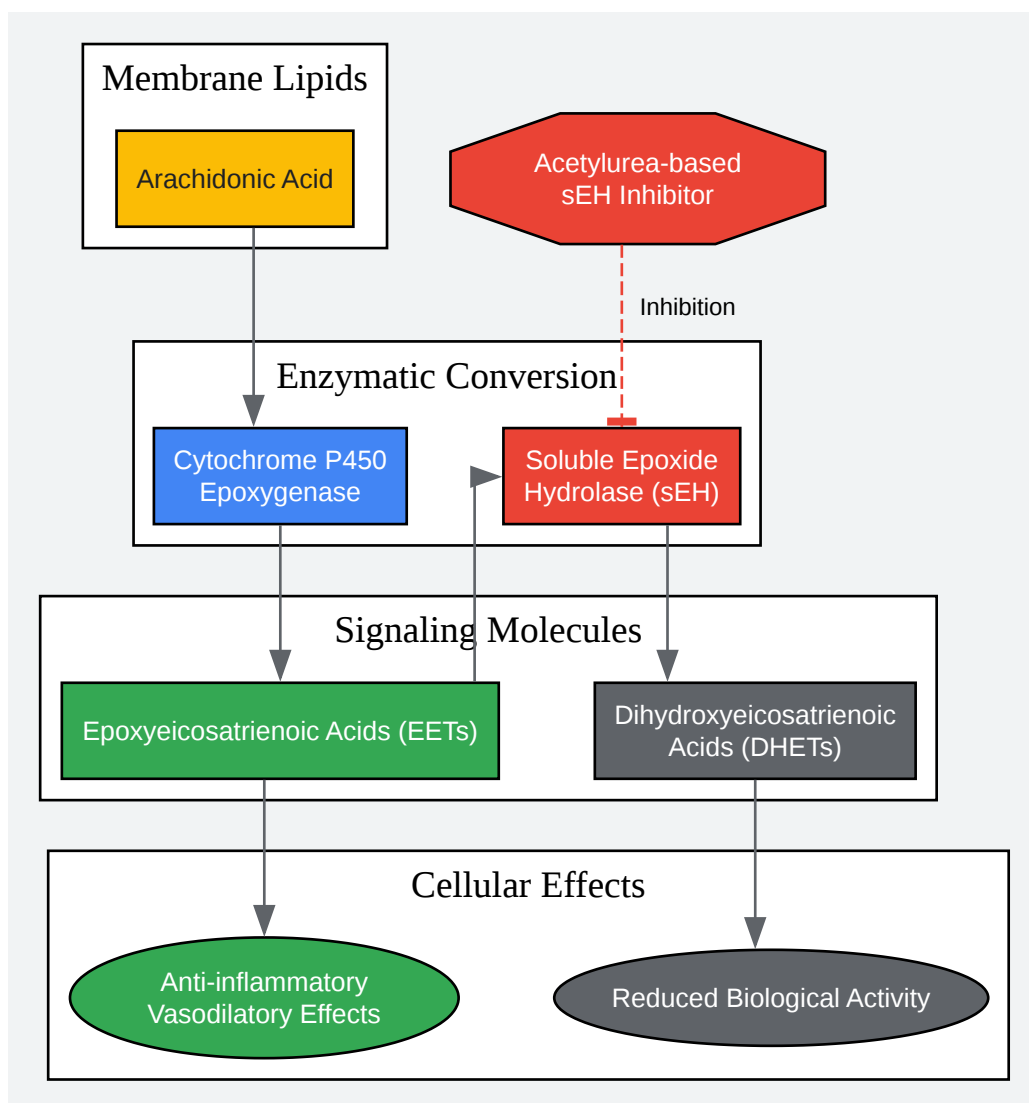 Membrane Lipids
Arachidonic Acid
Acetylurea-based
sEH Inhibitor
Inhibition
Enzymatic Conversion
Cytochrome P450
Epoxygenase
Soluble Epoxide
Hydrolase (sEH)
Signaling Molecules
Epoxyeicosatrienoic Acids (EETs)
Dihydroxyeicosatrienoic
Acids (DHETs)
Cellular Effects
Anti-inflammatory
Vasodilatory Effects
Reduced Biological Activity